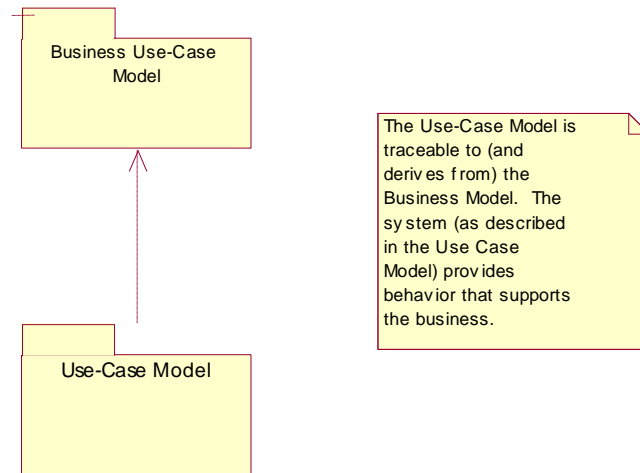 Business Use-Case
Model
The Use-Case Model is
traceable to (and
derives from) the
Business Model.  The
system (as described
in the Use Case
Model) provides
behavior that supports
the business.
Use-Case Model